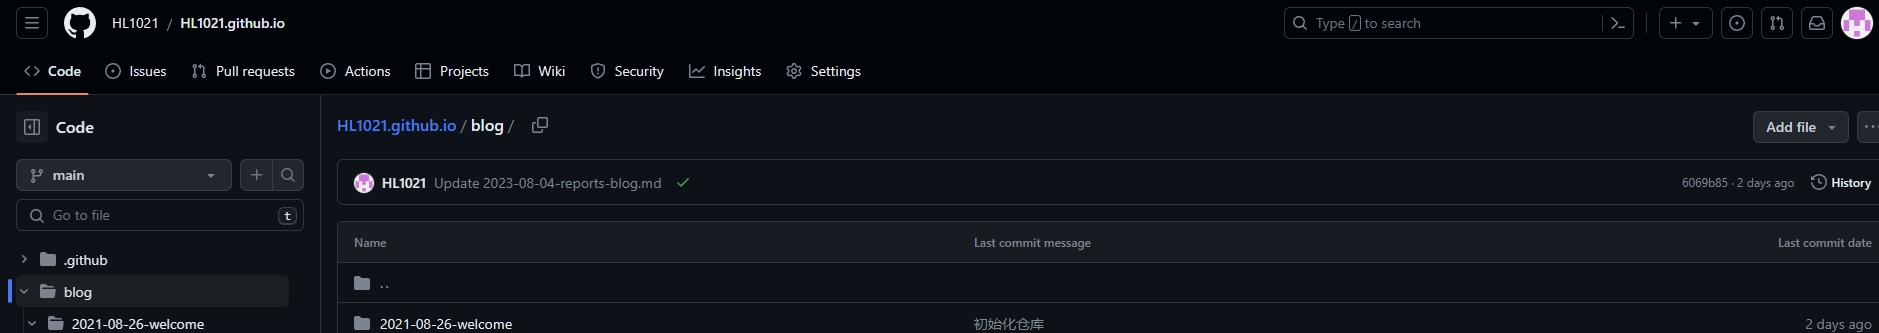 HL1021 / HL1021.github.io
Type / to search
Code
Issues
Pull requests
Actions
Projects
Wiki
Security
Insights
Settings
Code
main
Go to file
t
.github
blog
2021-08-26-welcome
HL1021.github.io / blog /
Add file
HL1021 Update 2023-08-04-reports-blog.md
6069b85 · 2 days ago
History
Name Last commit message Last commit date
..
2021-08-26-welcome 初始化仓库 2 days ago